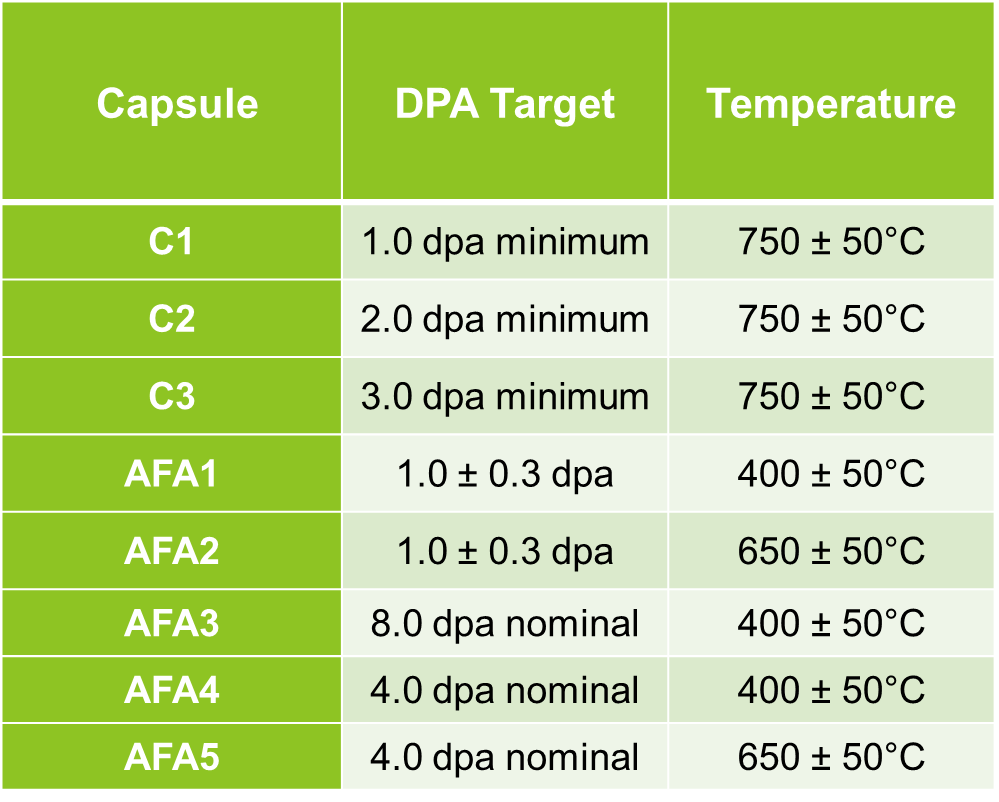 Capsule DPA Target Temperature
C1 1.0 dpa minimum 750 ± 50°C
C2 2.0 dpa minimum 750 ± 50°C
C3 3.0 dpa minimum 750 ± 50°C
AFA1 1.0 ± 0.3 dpa 400 ± 50°C
AFA2 1.0 ± 0.3 dpa 650 ± 50°C
AFA3 8.0 dpa nominal 400 ± 50°C
AFA4 4.0 dpa nominal 400 ± 50°C
AFA5 4.0 dpa nominal 650 ± 50°C